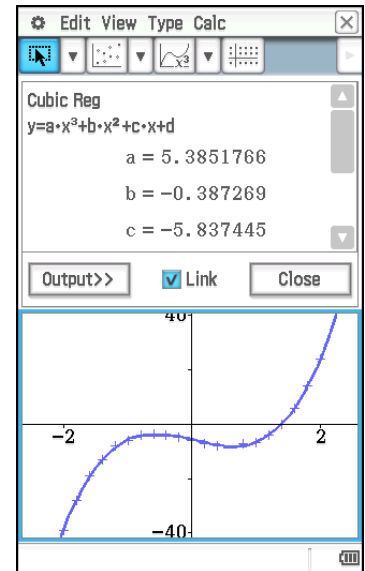 Edit View Type Calc
Cubic Reg
y=a·x³+b·x²+c·x+d
a = 5.3851766
b = −0.387269
c = −5.837445
Output>> Link Close
40
−2 2
−40